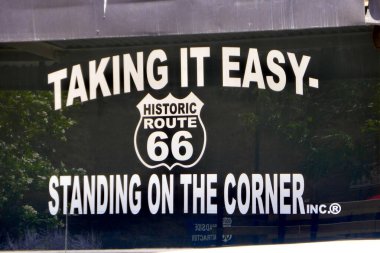 TAKING IT EASY-
HISTORIC
ROUTE
66
STANDING ON THE CORNER INC.®